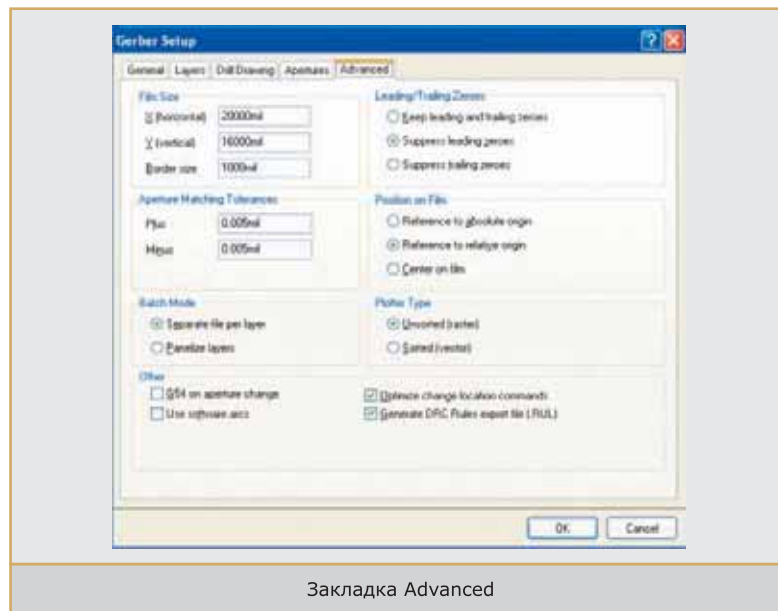 Gerber Setup
General Layers Drill Drawing Apertures Advanced
Film Size
X (horizontal) 20000mil
Y (vertical) 16000mil
Border size 1000mil
Leading/Trailing Zeroes
Keep leading and trailing zeroes
Suppress leading zeroes
Suppress trailing zeroes
Aperture Matching Tolerances
Plus 0.005mil
Minus 0.005mil
Position on Film
Reference to absolute origin
Reference to relative origin
Center on film
Batch Mode
Separate file per layer
Panelize layers
Plotter Type
Unsorted (raster)
Sorted (vector)
Other
G54 on aperture change
Use software arcs
Optimize change location commands
Generate DRC Rules export file (.RUL)
OK Cancel
Закладка Advanced